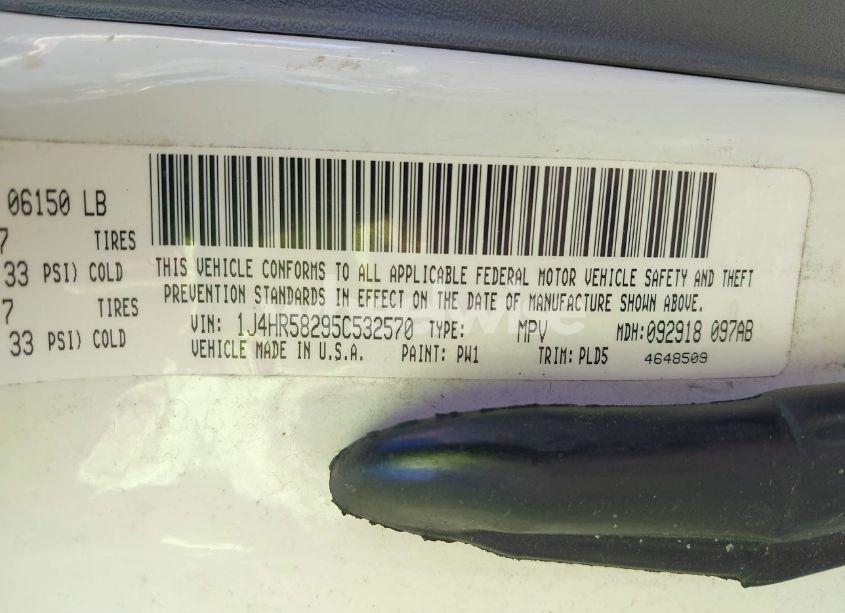 06150 LB
7 TIRES
33 PSI) COLD
7 TIRES
33 PSI) COLD
THIS VEHICLE CONFORMS TO ALL APPLICABLE FEDERAL MOTOR VEHICLE SAFETY AND THEFT
PREVENTION STANDARDS IN EFFECT ON THE DATE OF MANUFACTURE SHOWN ABOVE.
VIN: 1J4HR58295C532570 TYPE: MPV MDH:092918 097AB
VEHICLE MADE IN U.S.A. PAINT: PW1 TRIM: PLD5 4648509